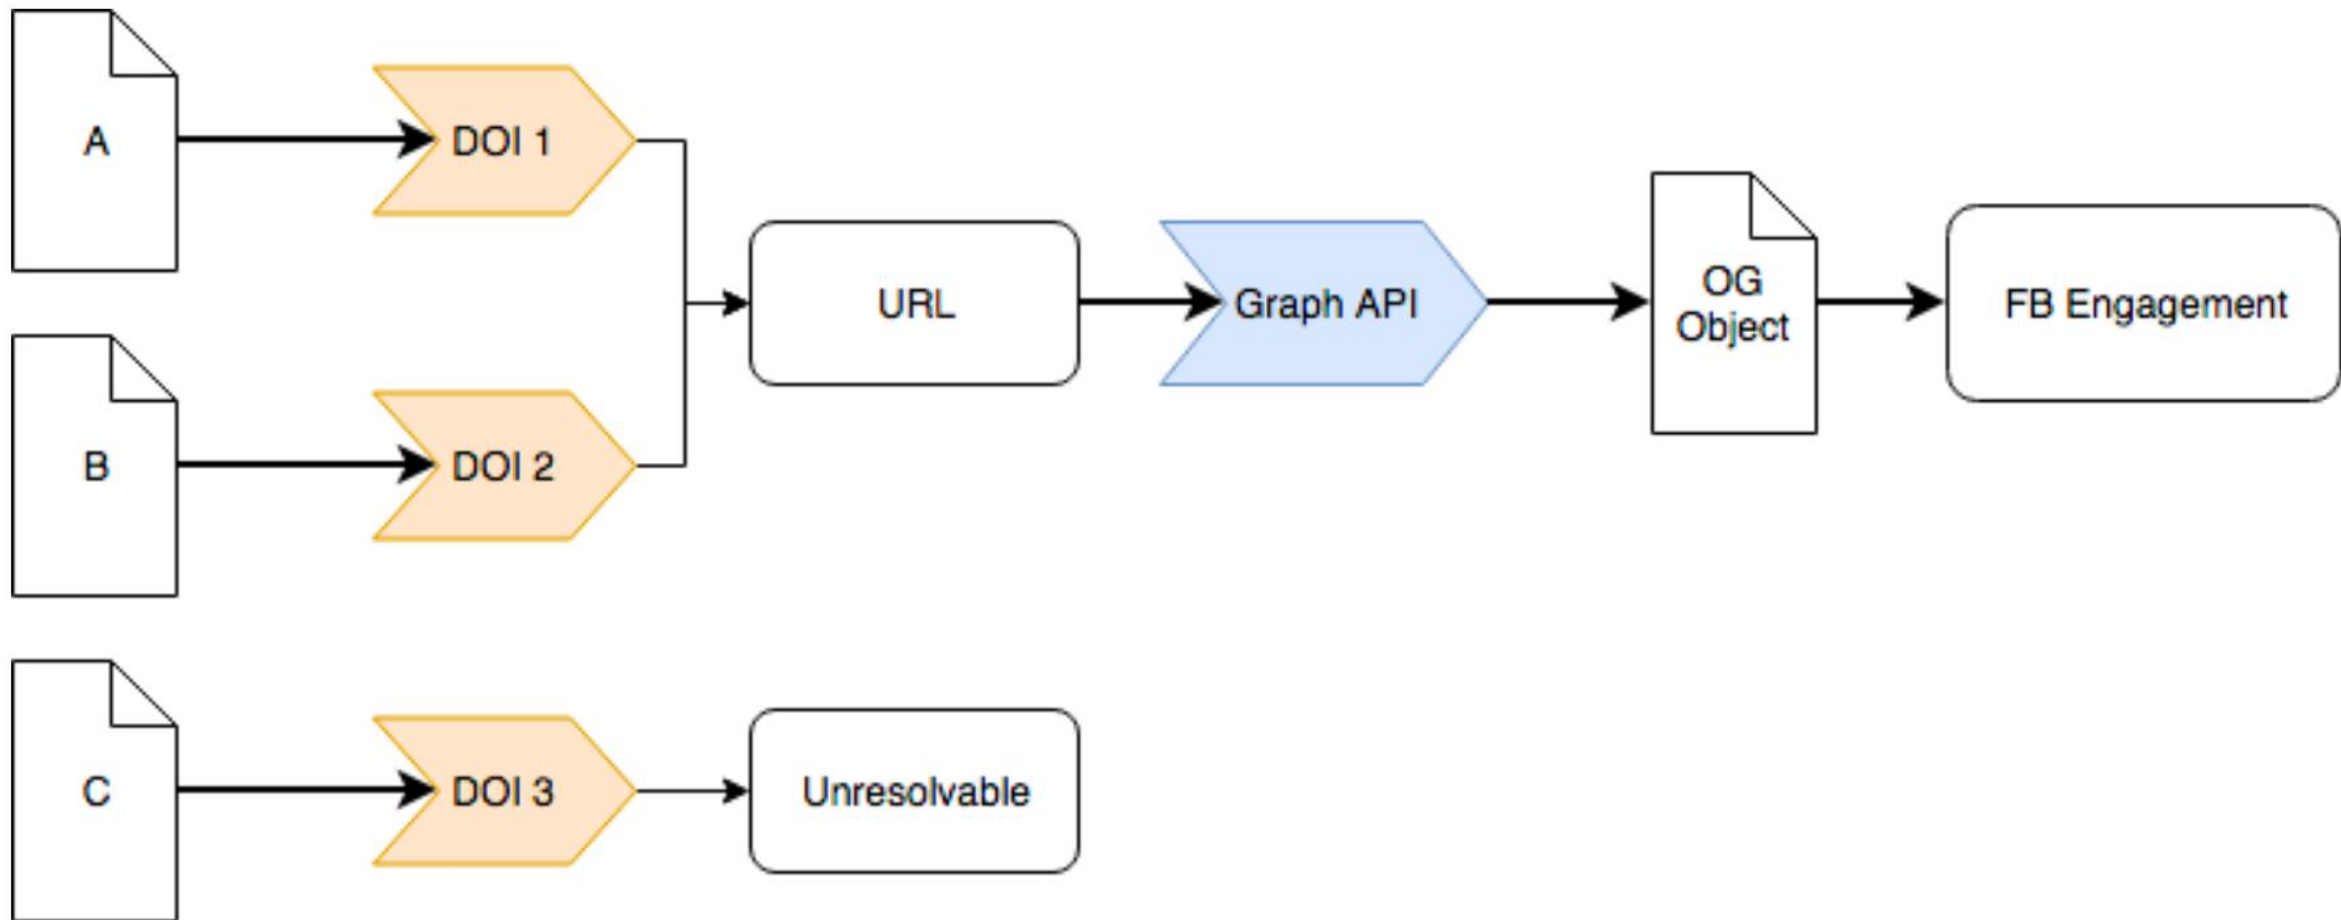 A
DOI 1
B
DOI 2
URL
Graph API
OG
Object
FB Engagement
C
DOI 3
Unresolvable